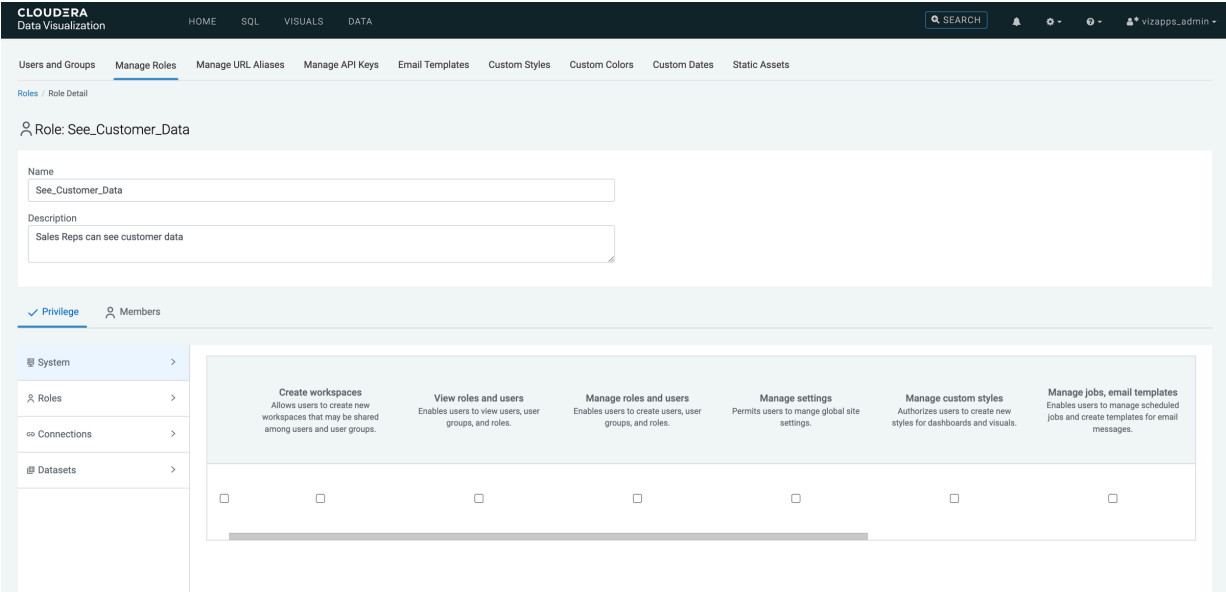 CLOUDERA
Data Visualization
HOME SQL VISUALS DATA
SEARCH
vizapps_admin
Users and Groups Manage Roles Manage URL Aliases Manage API Keys Email Templates Custom Styles Custom Colors Custom Dates Static Assets
Roles / Role Detail
Role: See_Customer_Data
Name
See_Customer_Data
Description
Sales Reps can see customer data
Privilege Members
System
Roles
Connections
Datasets
Create workspaces
Allows users to create new
workspaces that may be shared
among users and user groups.
View roles and users
Enables users to view users, user
groups, and roles.
Manage roles and users
Enables users to create users, user
groups, and roles.
Manage settings
Permits users to mange global site
settings.
Manage custom styles
Authorizes users to create new
styles for dashboards and visuals.
Manage jobs, email templates
Enables users to manage scheduled
jobs and create templates for email
messages.